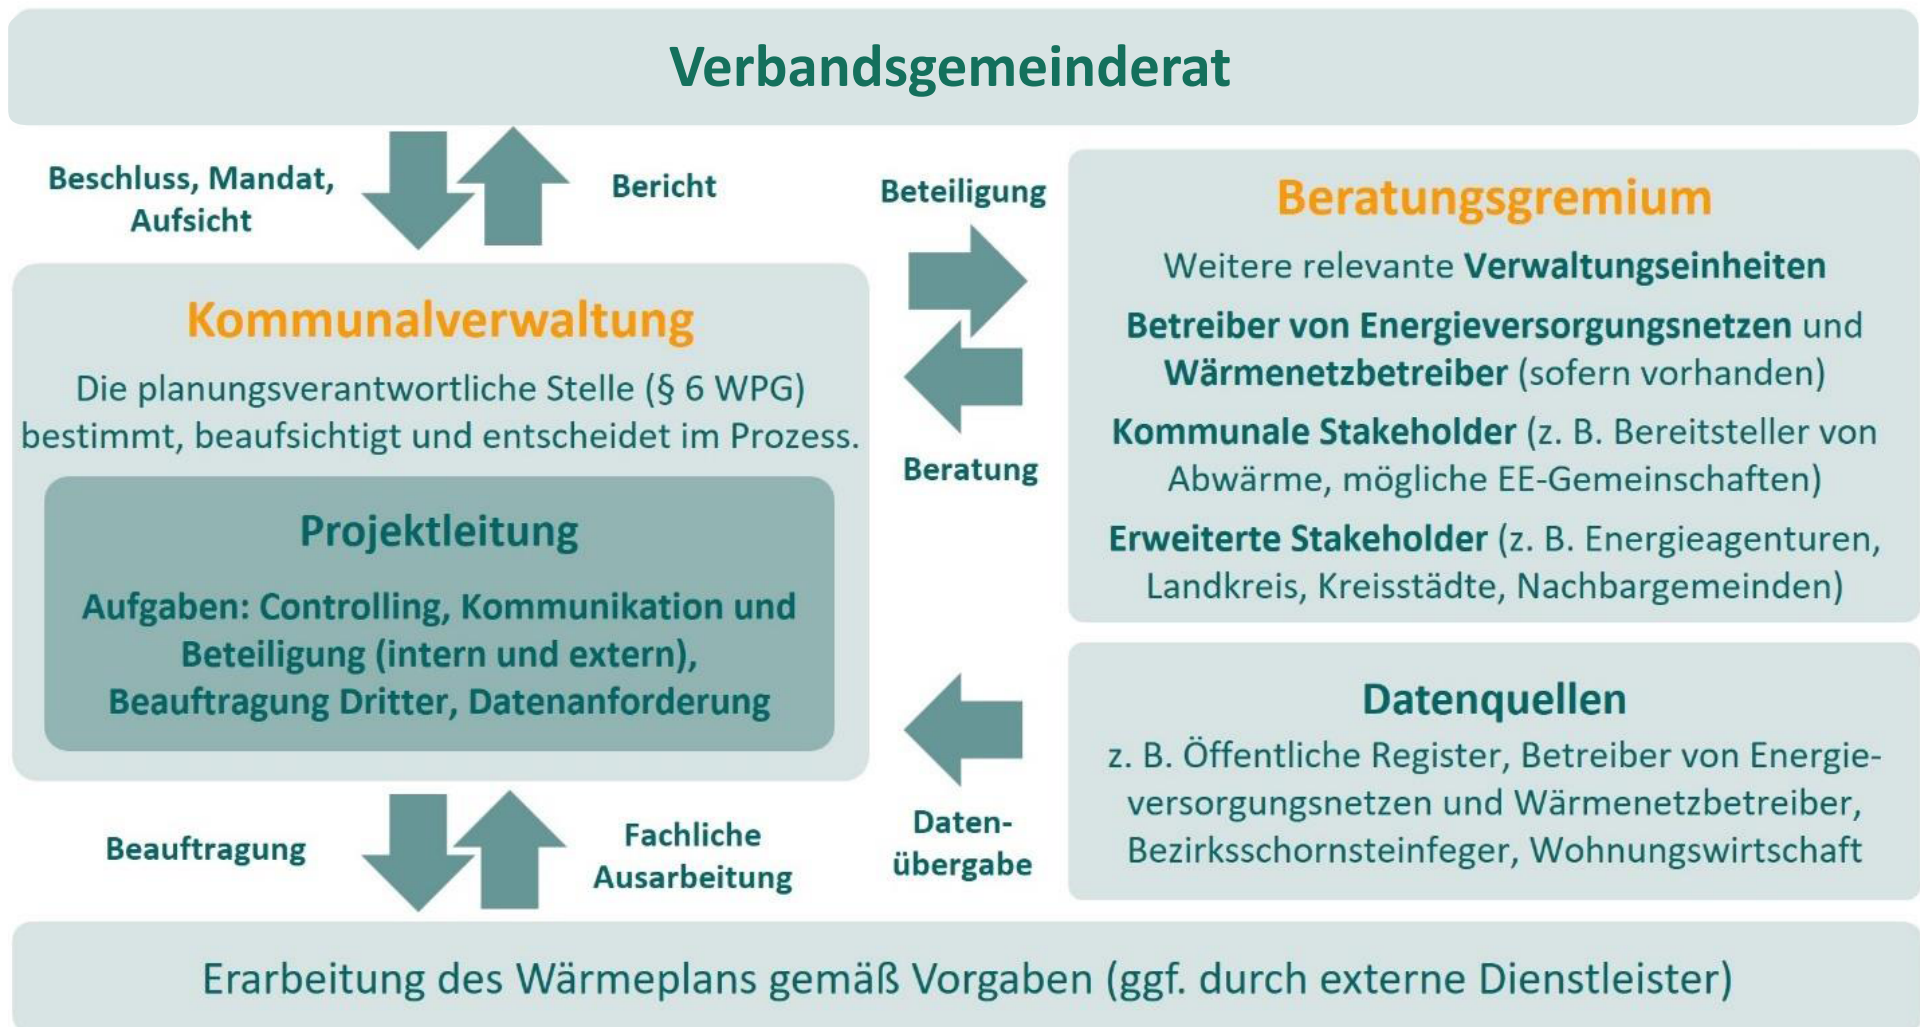 Verbandsgemeinderat
Beschluss, Mandat,
Aufsicht
Bericht
Kommunalverwaltung
Die planungsverantwortliche Stelle (§ 6 WPG)
bestimmt, beaufsichtigt und entscheidet im Prozess.
Projektleitung
Aufgaben: Controlling, Kommunikation und
Beteiligung (intern und extern),
Beauftragung Dritter, Datenanforderung
Beteiligung
Beratung
Beratungsgremium
Weitere relevante Verwaltungseinheiten
Betreiber von Energieversorgungsnetzen und
Wärmenetzbetreiber (sofern vorhanden)
Kommunale Stakeholder (z. B. Bereitsteller von
Abwärme, mögliche EE-Gemeinschaften)
Erweiterte Stakeholder (z. B. Energieagenturen,
Landkreis, Kreisstädte, Nachbargemeinden)
Daten-
übergabe
Datenquellen
z. B. Öffentliche Register, Betreiber von Energie-
versorgungsnetzen und Wärmenetzbetreiber,
Bezirksschornsteinfeger, Wohnungswirtschaft
Beauftragung
Fachliche
Ausarbeitung
Erarbeitung des Wärmeplans gemäß Vorgaben (ggf. durch externe Dienstleister)